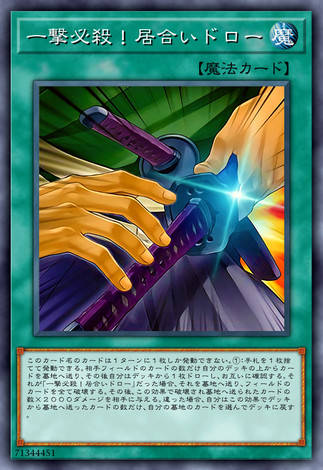 一撃必殺！居合いドロー 魔
【魔法カード】
このカード名のカードは１ターンに１枚しか発動できない。①：手札を１枚捨
てて発動できる。相手フィールドのカードの数だけ自分のデッキの上からカー
ドを墓地へ送り、その後自分はデッキから１枚ドローし、お互いに確認する。そ
れが「一撃必殺！居合いドロー」だった場合、それを墓地へ送り、フィールドの
カードを全て破壊する。その後、この効果で破壊され墓地へ送られたカードの
数×２０００ダメージを相手に与える。違った場合、自分はこの効果でデッキ
から墓地へ送ったカードの数だけ、自分の墓地のカードを選んでデッキに戻す
。
71344451